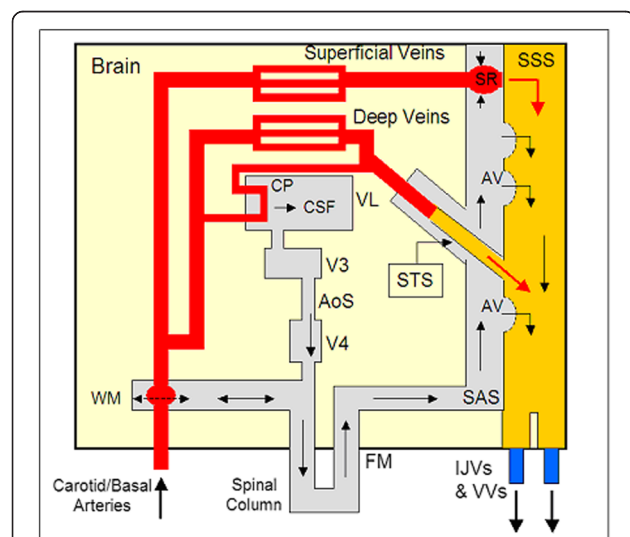 Superficial Veins
SSS
Brain
SR
Deep Veins
CP
CSF
VL
AV
V3
STS
AoS
AV
V4
WM
SAS
FM
IJVs
& VVs
Carotid/Basal
Arteries
Spinal
Column